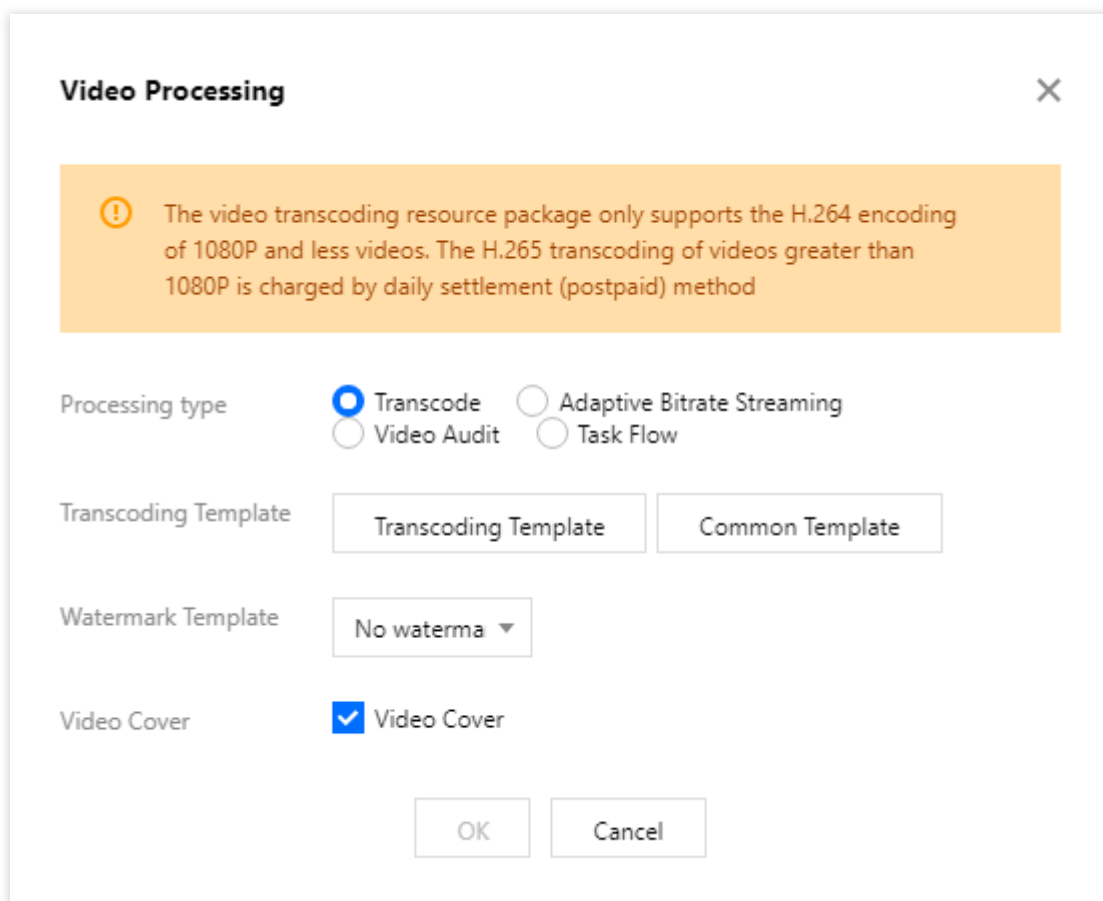 Video Processing
The video transcoding resource package only supports the H.264 encoding
of 1080P and less videos. The H.265 transcoding of videos greater than
1080P is charged by daily settlement (postpaid) method
Processing type
Transcode Adaptive Bitrate Streaming
Video Audit Task Flow
Transcoding Template Transcoding Template Common Template
Watermark Template No waterma
Video Cover Video Cover
OK Cancel